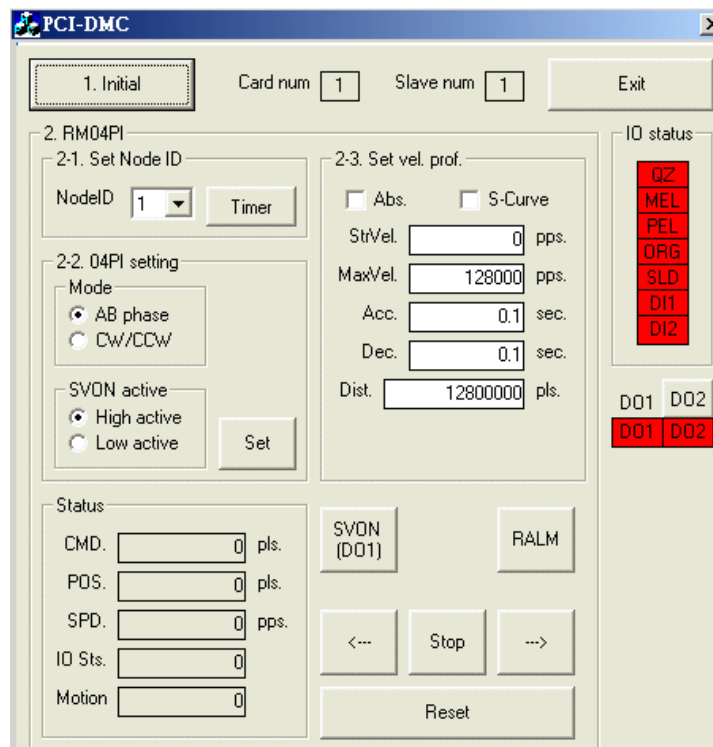 PCI-DMC
1. Initial
Card num 1
Slave num 1
Exit
2. RM04PI
2-1. Set Node ID
NodeID 1
Timer
2-2. 04PI setting
Mode
AB phase
CW/CCW
SVON active
High active
Low active
Set
2-3. Set vel. prof.
Abs.
S-Curve
StrVel. 0 pps.
MaxVel. 128000 pps.
Acc. 0.1 sec.
Dec. 0.1 sec.
Dist. 12800000 pls.
IO status
QZ
MEL
PEL
ORG
SLD
DI1
DI2
DO1 DO2
DO1 DO2
Status
CMD. 0 pls.
POS. 0 pls.
SPD. 0 pps.
IO Sts. 0
Motion 0
SVON
(DO1)
RALM
<---
Stop
--->
Reset